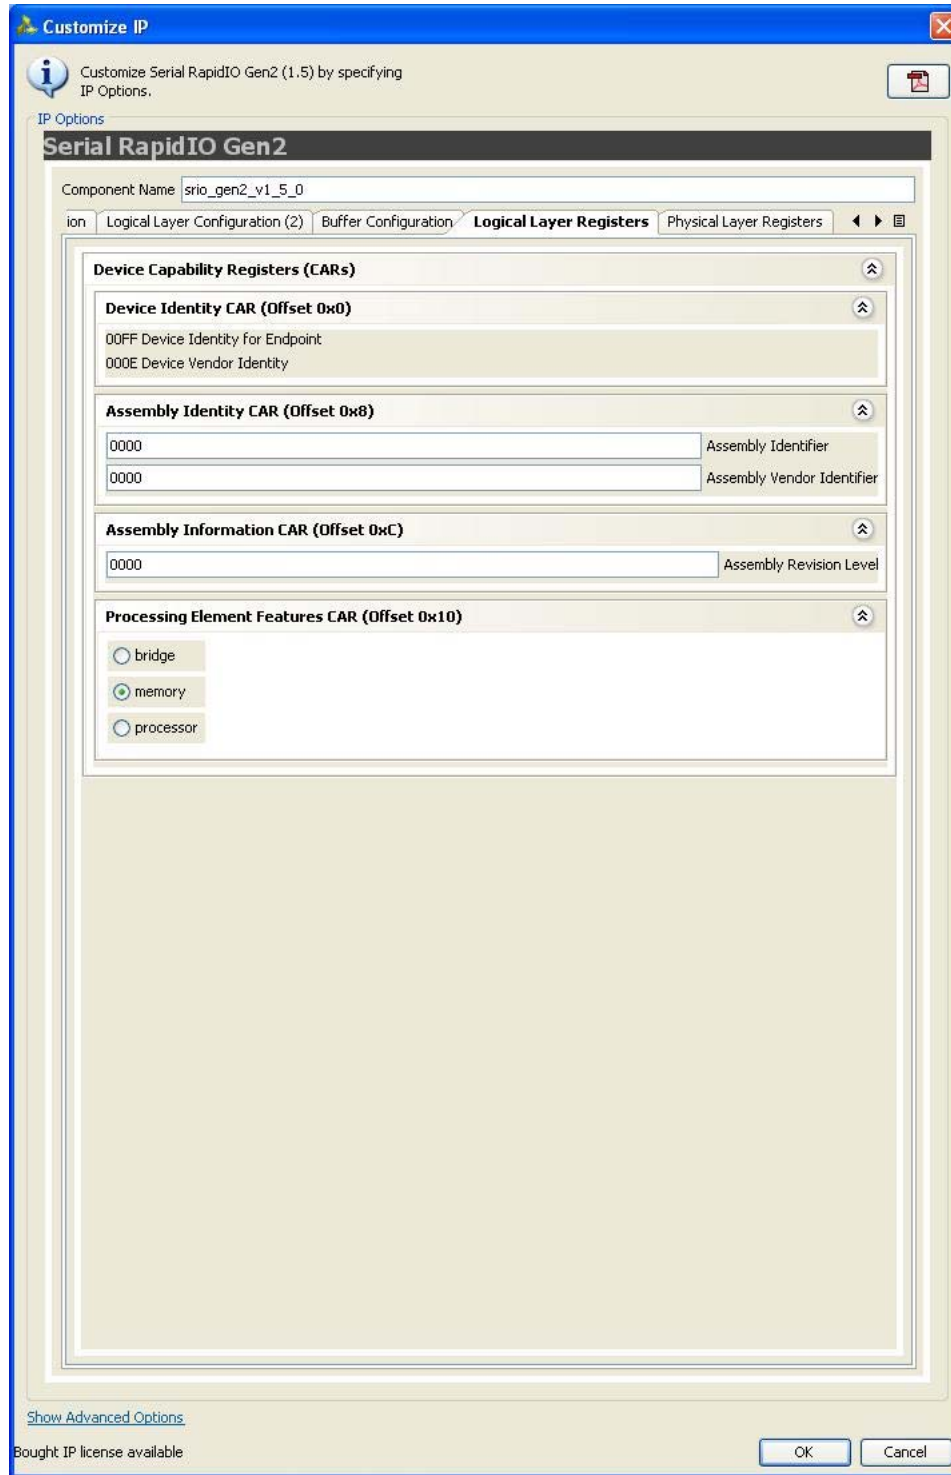 Customize IP
Customize Serial RapidIO Gen2 (1.5) by specifying
IP Options.
IP Options
Serial RapidIO Gen2
Component Name srio_gen2_v1_5_0
ion Logical Layer Configuration (2) Buffer Configuration Logical Layer Registers Physical Layer Registers
Device Capability Registers (CARs)
Device Identity CAR (Offset 0x0)
00FF Device Identity for Endpoint
000E Device Vendor Identity
Assembly Identity CAR (Offset 0x8)
0000 Assembly Identifier
0000 Assembly Vendor Identifier
Assembly Information CAR (Offset 0xC)
0000 Assembly Revision Level
Processing Element Features CAR (Offset 0x10)
bridge
memory
processor
Show Advanced Options
Bought IP license available OK Cancel